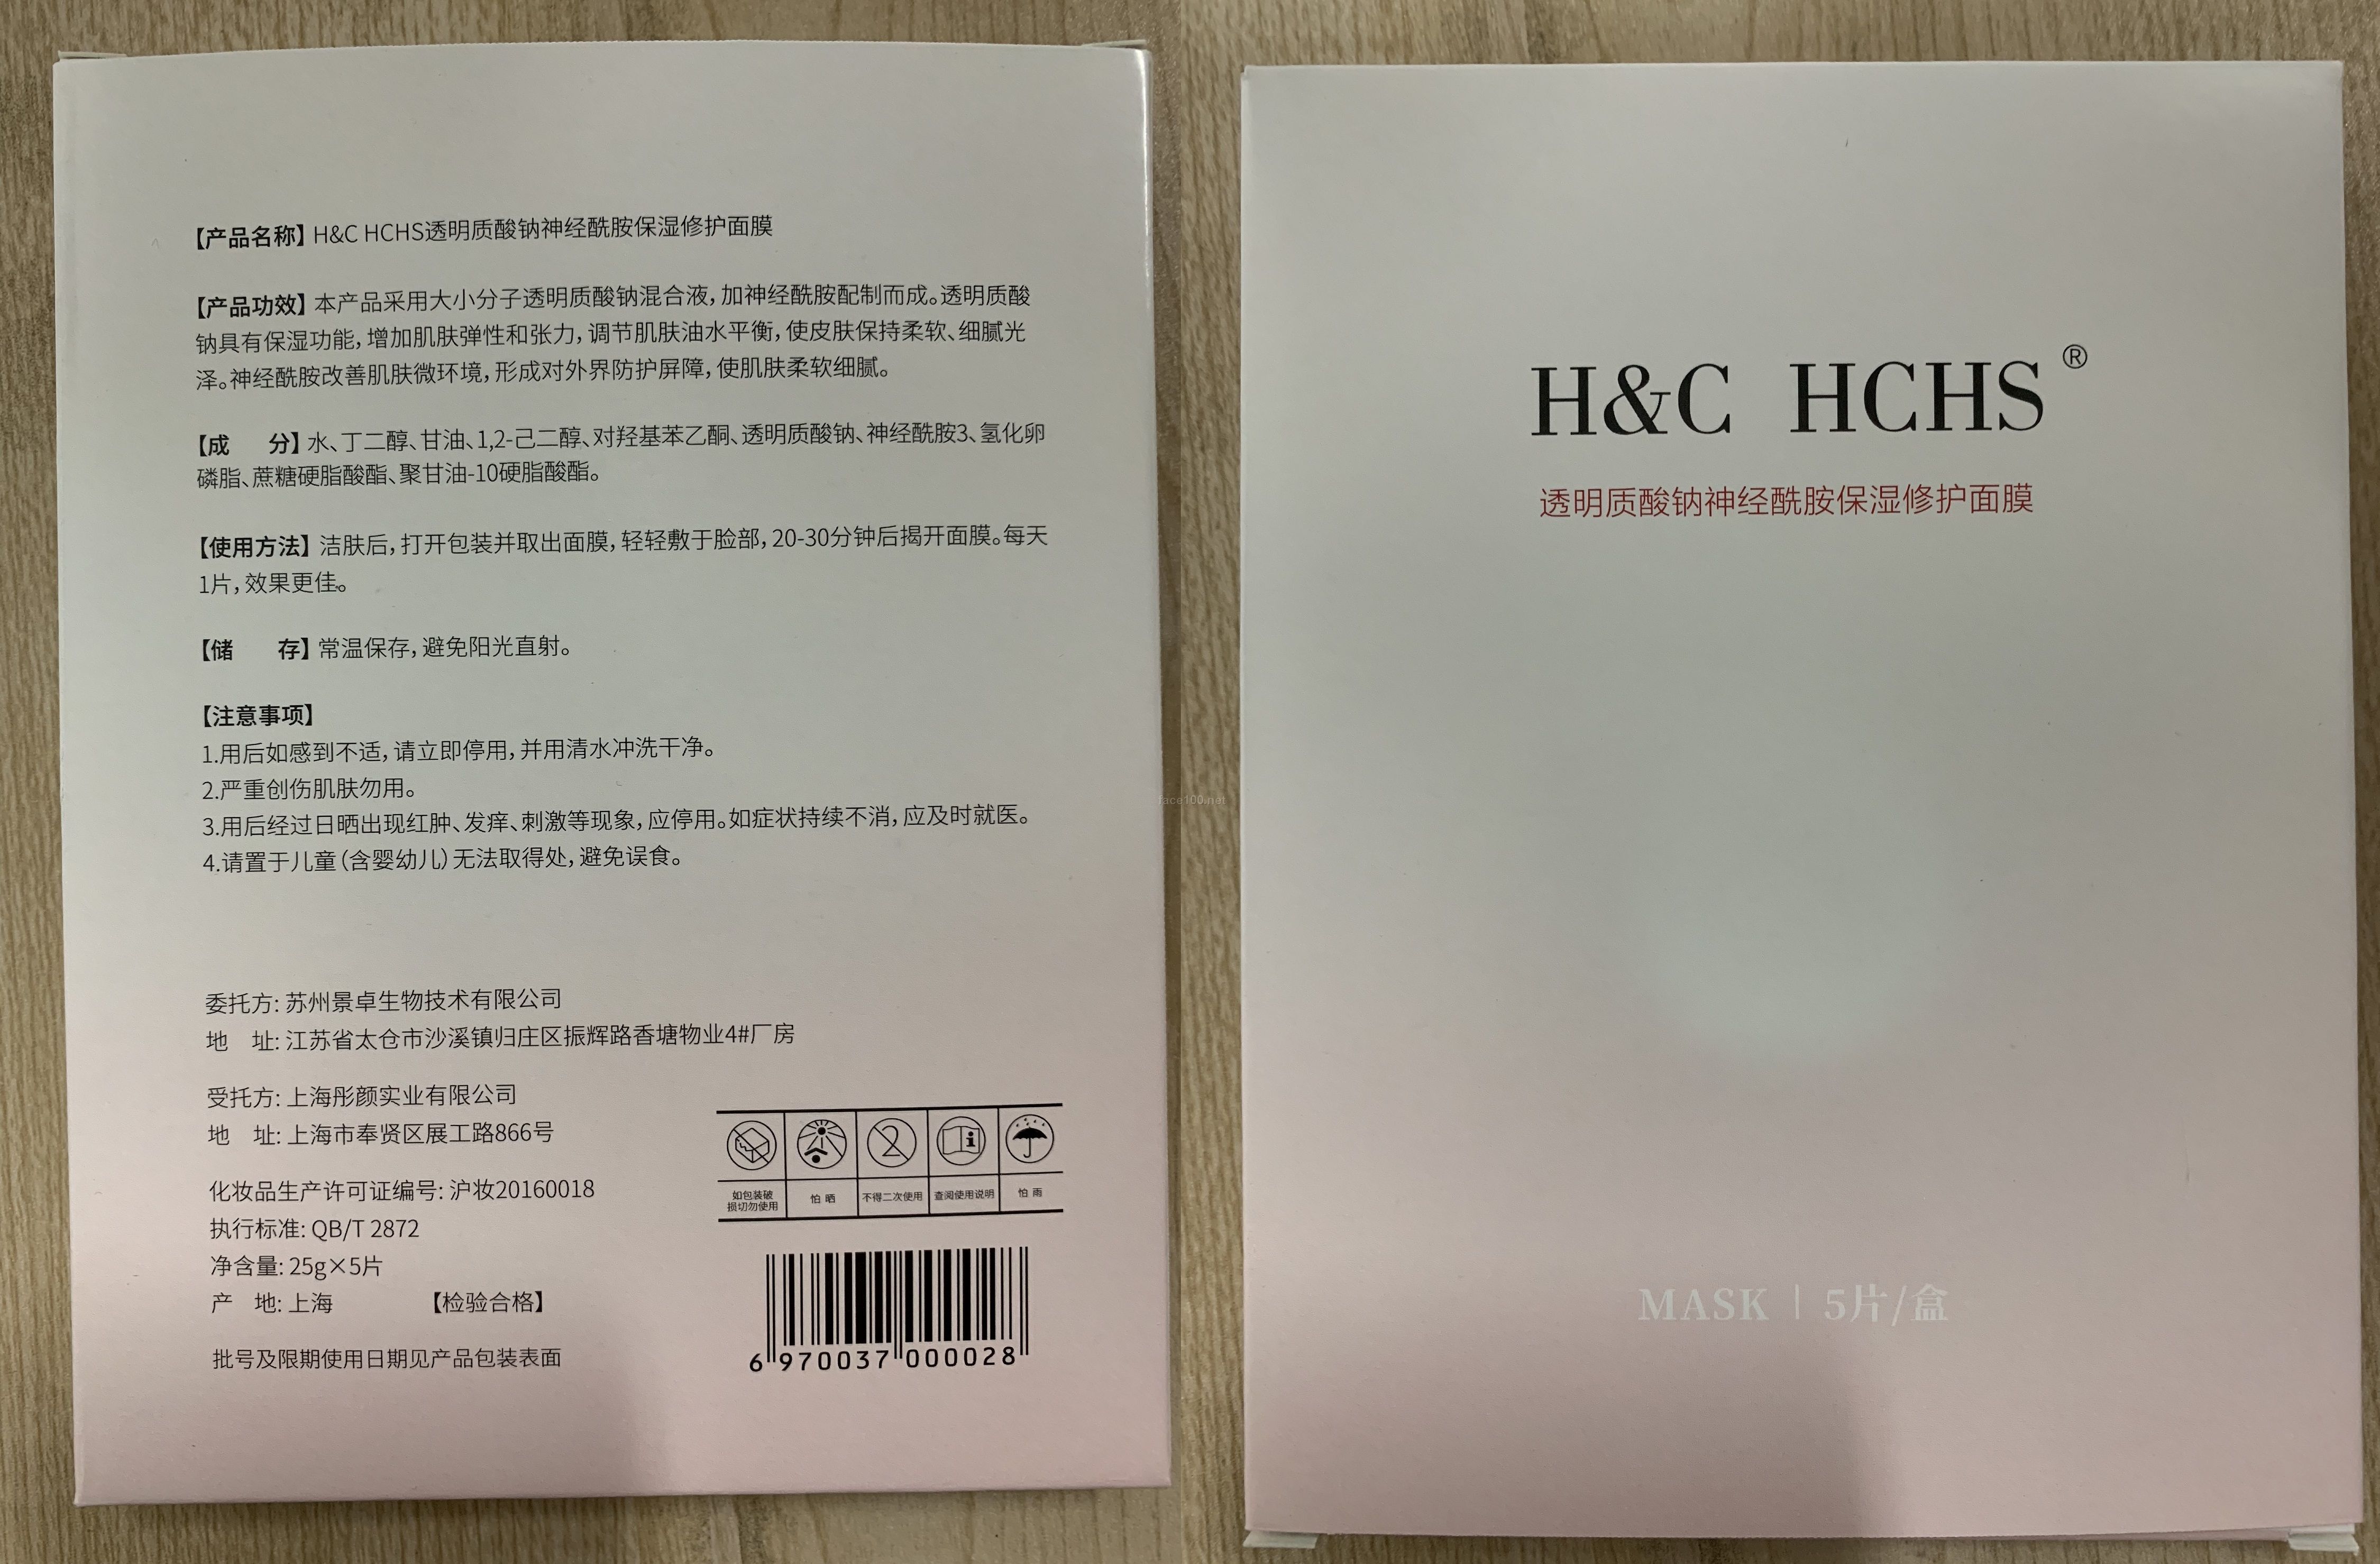 【产品名称】H&C HCHS透明质酸钠神经酰胺保湿修护面膜
【产品功效】本产品采用大小分子透明质酸钠混合液，加神经酰胺配制而成。透明质酸
钠具有保湿功能，增加肌肤弹性和张力，调节肌肤油水平衡，使皮肤保持柔软、细腻光
泽。神经酰胺改善肌肤微环境，形成对外界防护屏障，使肌肤柔软细腻。
【成 分】水、丁二醇、甘油、1,2-己二醇、对羟基苯乙酮、透明质酸钠、神经酰胺3、氢化卵
磷脂、蔗糖硬脂酸酯、聚甘油-10硬脂酸酯。
【使用方法】洁肤后，打开包装并取出面膜，轻轻敷于脸部，20-30分钟后揭开面膜。每天
1片，效果更佳。
【储 存】常温保存，避免阳光直射。
【注意事项】
1.用后如感到不适，请立即停用，并用清水冲洗干净。
2.严重创伤肌肤勿用。
3.用后经过日晒出现红肿、发痒、刺激等现象，应停用。如症状持续不消，应及时就医。
4.请置于儿童（含婴幼儿）无法取得处，避免误食。
委托方: 苏州景卓生物技术有限公司
地 址: 江苏省太仓市沙溪镇归庄区振辉路香塘物业4#厂房
受托方: 上海彤颜实业有限公司
地 址: 上海市奉贤区展工路866号
化妆品生产许可证编号: 沪妆20160018
执行标准: QB/T 2872
净含量: 25g×5片
产 地: 上海 【检验合格】
批号及限期使用日期见产品包装表面
如包装破
损切勿使用
怕 晒
不得二次使用
查阅使用说明
怕 雨
6 970037 000028
face100.net
H&C HCHS®
透明质酸钠神经酰胺保湿修护面膜
MASK | 5片/盒